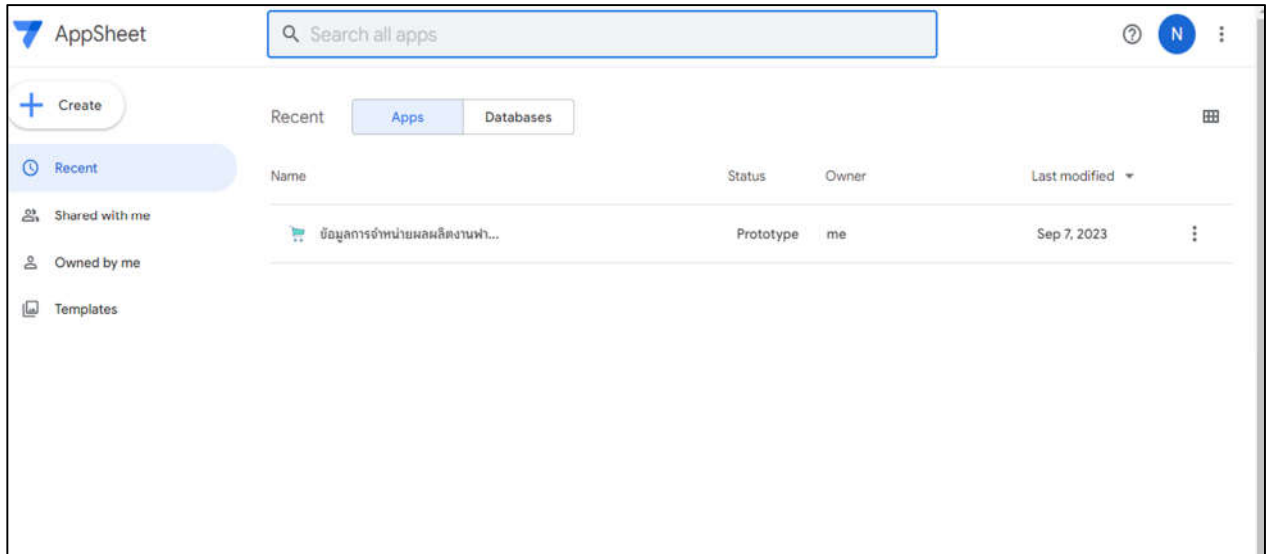 AppSheet
Search all apps
N
Create
Recent Apps Databases
Recent
Name Status Owner Last modified
Shared with me
ข้อมูลการจำหน่ายผลผลิตงานฟา... Prototype me Sep 7, 2023
Owned by me
Templates